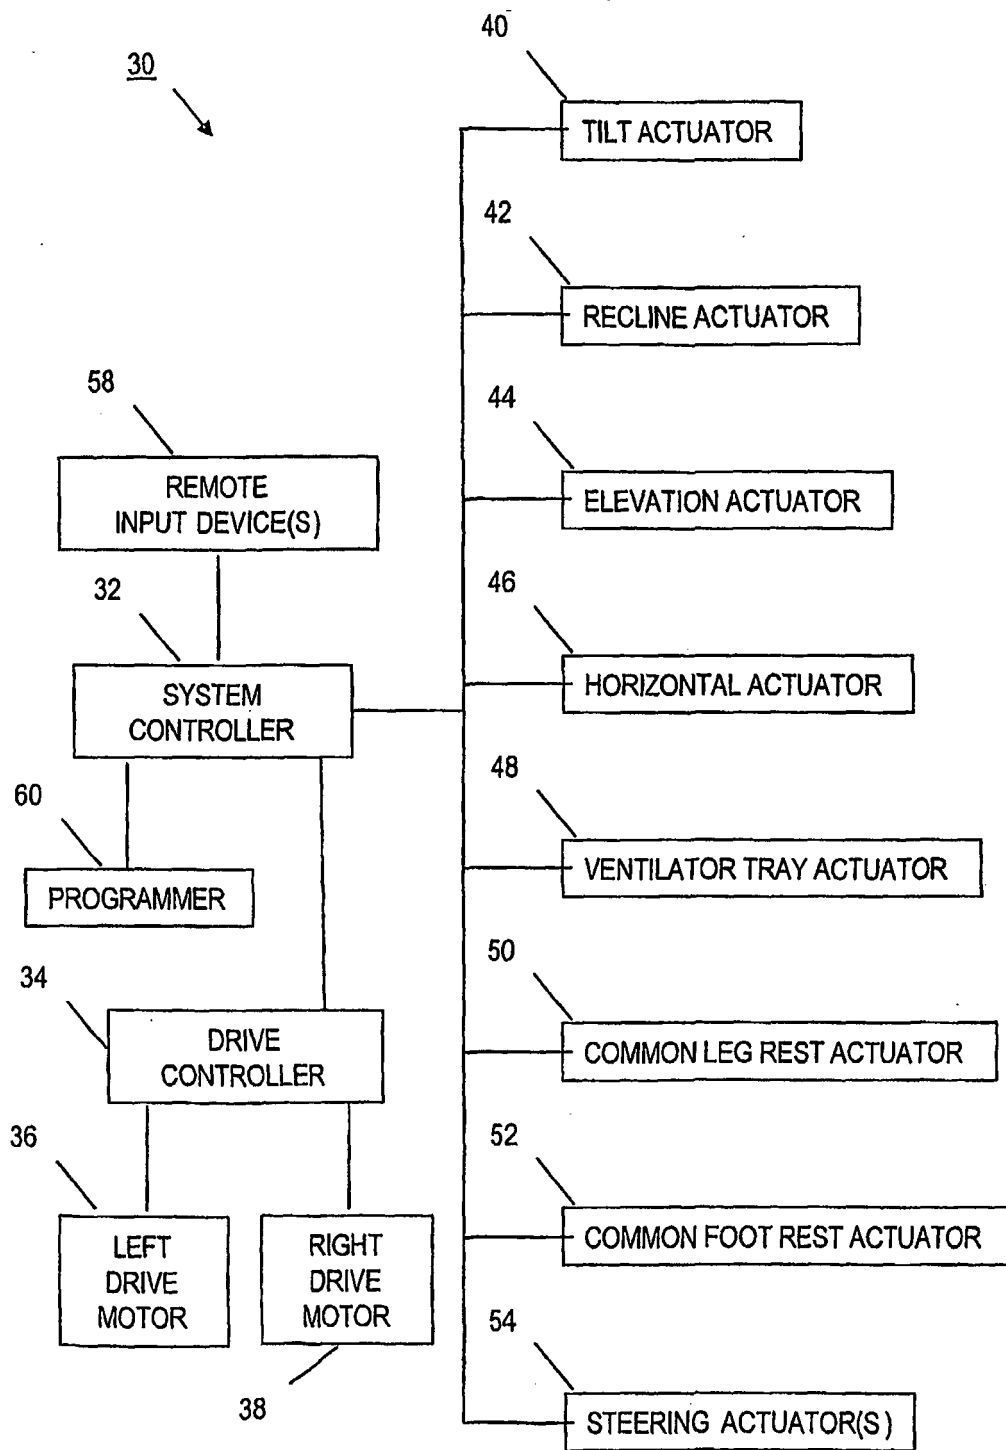 30
40
TILT ACTUATOR
42
RECLINE ACTUATOR
44
ELEVATION ACTUATOR
46
HORIZONTAL ACTUATOR
48
VENTILATOR TRAY ACTUATOR
50
COMMON LEG REST ACTUATOR
52
COMMON FOOT REST ACTUATOR
54
STEERING ACTUATOR(S)
58
REMOTE
INPUT DEVICE(S)
32
SYSTEM
CONTROLLER
60
PROGRAMMER
34
DRIVE
CONTROLLER
36
LEFT
DRIVE
MOTOR
RIGHT
DRIVE
MOTOR
38